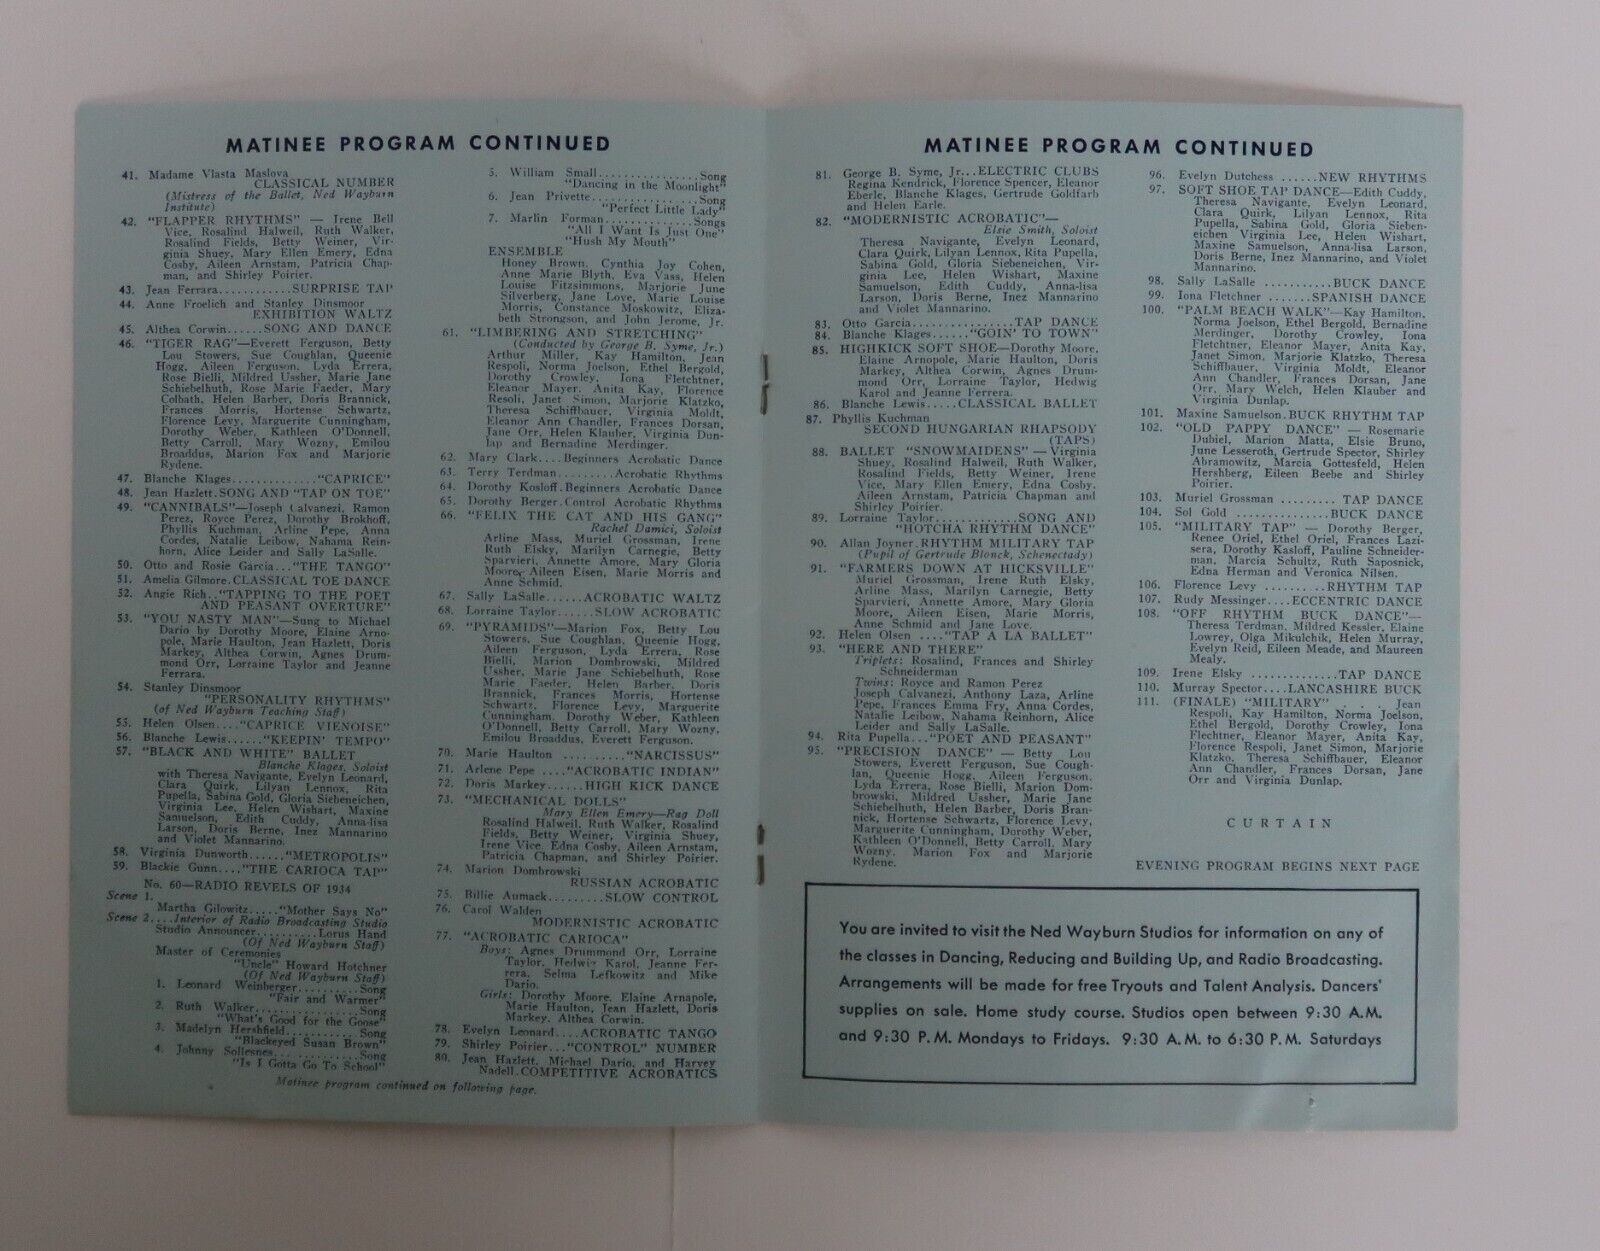 MATINEE PROGRAM CONTINUED
41. Madame Vlasta Maslova
CLASSICAL NUMBER
(Mistress of the Ballet, Ned Wayburn
Institute)
42. "FLAPPER RHYTHMS" — Irene Bell
Vice, Rosalind Halweil, Ruth Walker,
Rosalind Fields, Betty Weiner, Vir-
ginia Shuey, Mary Ellen Emery, Edna
Cosby, Aileen Arnstam, Patricia Chap-
man, and Shirley Poirier.
43. Jean Ferrara............SURPRISE TAP
44. Anne Froelich and Stanley Dinsmoor
EXHIBITION WALTZ
45. Althea Corwin......SONG AND DANCE
46. "TIGER RAG"—Everett Ferguson, Betty
Lou Stowers, Sue Coughlan, Queenie
Hogg, Aileen Ferguson, Lyda Errera,
Rose Bielli, Mildred Ussher, Marie Jane
Schiebelhuth, Rose Marie Faeder, Mary
Colbath, Helen Barber, Doris Brannick,
Frances Morris, Hortense Schwartz,
Florence Levy, Marguerite Cunningham,
Dorothy Weber, Kathleen O'Donnell,
Betty Carroll, Mary Wozny, Emilou
Broaddus, Marion Fox and Marjorie
Rydene.
47. Blanche Klages.............."CAPRICE"
48. Jean Hazlett.SONG AND "TAP ON TOE"
49. "CANNIBALS"—Joseph Calvanezi, Ramon
Perez, Royce Perez, Dorothy Brokhoff,
Phyllis Kuchman, Arline Pepe, Anna
Cordes, Natalie Leibow, Nahama Rein-
horn, Alice Leider and Sally LaSalle.
50. Otto and Rosie Garcia..."THE TANGO"
51. Amelia Gilmore.CLASSICAL TOE DANCE
52. Angie Rich.."TAPPING TO THE POET
AND PEASANT OVERTURE"
53. "YOU NASTY MAN"—Sung to Michael
Dario by Dorothy Moore, Elaine Arno-
pole, Marie Haulton, Jean Hazlett, Doris
Markey, Althea Corwin, Agnes Drum-
mond Orr, Lorraine Taylor and Jeanne
Ferrara.
54. Stanley Dinsmoor
"PERSONALITY RHYTHMS"
(of Ned Wayburn Teaching Staff)
55. Helen Olsen...."CAPRICE VIENOISE"
56. Blanche Lewis......"KEEPIN' TEMPO"
57. "BLACK AND WHITE" BALLET
Blanche Klages, Soloist
with Theresa Navigante, Evelyn Leonard,
Clara Quirk, Lilyan Lennox, Rita
Pupella, Sabina Gold, Gloria Siebeneichen,
Virginia Lee, Helen Wishart, Maxine
Samuelson, Edith Cuddy, Anna-lisa
Larson, Doris Berne, Inez Mannarino
and Violet Mannarino.
58. Virginia Dunworth......"METROPOLIS"
59. Blackie Gunn...."THE CARIOCA TAP"
No. 60—RADIO REVELS OF 1934
Scene 1.
Martha Gilowitz....."Mother Says No"
Scene 2....Interior of Radio Broadcasting Studio
Studio Announcer..........Lorus Hand
(Of Ned Wayburn Staff)
Master of Ceremonies
"Uncle" Howard Hotchner
(Of Ned Wayburn Staff)
1. Leonard Weinberger..........Song
"Fair and Warmer"
2. Ruth Walker................Song
"What's Good for the Goose"
3. Madelyn Hershfield...........Song
"Blackeyed Susan Brown"
4. Johnny Sollesnes............Song
"Is I Gotta Go To School"
5. William Small..............Song
"Dancing in the Moonlight"
6. Jean Privette...............Song
"Perfect Little Lady"
7. Marlin Forman.............Songs
"All I Want Is Just One"
"Hush My Mouth"
ENSEMBLE
Honey Brown, Cynthia Joy Cohen,
Anne Marie Blyth, Eva Vass, Helen
Louise Fitzsimmons, Marjorie June
Silverberg, Jane Love, Marie Louise
Morris, Constance Moskowitz, Eliza-
beth Strongson, and John Jerome, Jr.
61. "LIMBERING AND STRETCHING"
(Conducted by George B. Syme, Jr.)
Arthur Miller, Kay Hamilton, Jean
Respoli, Norma Joelson, Ethel Bergold,
Dorothy Crowley, Iona Fletchtner,
Eleanor Mayer, Anita Kay, Florence
Resoli, Janet Simon, Marjorie Klatzko,
Theresa Schiffbauer, Virginia Moldt,
Eleanor Ann Chandler, Frances Dorsan,
Jane Orr, Helen Klauber, Virginia Dun-
lap and Bernadine Merdinger.
62. Mary Clark....Beginners Acrobatic Dance
63. Terry Terdman.........Acrobatic Rhythms
64. Dorothy Kosloff.Beginners Acrobatic Dance
65. Dorothy Berger.Control Acrobatic Rhythms
66. "FELIX THE CAT AND HIS GANG"
Rachel Damici, Soloist
Arline Mass, Muriel Grossman, Irene
Ruth Elsky, Marilyn Carnegie, Betty
Sparvieri, Annette Amore, Mary Gloria
Moore, Aileen Eisen, Marie Morris and
Anne Schmid.
67. Sally LaSalle......ACROBATIC WALTZ
68. Lorraine Taylor......SLOW ACROBATIC
69. "PYRAMIDS"—Marion Fox, Betty Lou
Stowers, Sue Coughlan, Queenie Hogg,
Aileen Ferguson, Lyda Errera, Rose
Bielli, Marion Dombrowski, Mildred
Ussher, Marie Jane Schiebelhuth, Rose
Marie Faeder, Helen Barber, Doris
Brannick, Frances Morris, Hortense
Schwartz, Florence Levy, Marguerite
Cunningham, Dorothy Weber, Kathleen
O'Donnell, Betty Carroll, Mary Wozny,
Emilou Broaddus, Everett Ferguson.
70. Marie Haulton .........."NARCISSUS"
71. Arlene Pepe ...."ACROBATIC INDIAN"
72. Doris Markey......HIGH KICK DANCE
73. "MECHANICAL DOLLS"
Mary Ellen Emery—Rag Doll
Rosalind Halweil, Ruth Walker, Rosalind
Fields, Betty Weiner, Virginia Shuey,
Irene Vice, Edna Cosby, Aileen Arnstam,
Patricia Chapman, and Shirley Poirier.
74. Marion Dombrowski
RUSSIAN ACROBATIC
75. Billie Aumack.........SLOW CONTROL
76. Carol Walden
MODERNISTIC ACROBATIC
77. "ACROBATIC CARIOCA"
Boys: Agnes Drummond Orr, Lorraine
Taylor, Hedwig Karol, Jeanne Fer-
rera, Selma Lefkowitz and Mike
Dario.
Girls: Dorothy Moore, Elaine Arnapole,
Marie Haulton, Jean Hazlett, Doris
Markey, Althea Corwin.
78. Evelyn Leonard....ACROBATIC TANGO
79. Shirley Poirier..."CONTROL" NUMBER
80. Jean Hazlett, Michael Dario, and Harvey
Nadell.COMPETITIVE ACROBATICS
Matinee program continued on following page.
MATINEE PROGRAM CONTINUED
81. George B. Syme, Jr...ELECTRIC CLUBS
Regina Kendrick, Florence Spencer, Eleanor
Eberle, Blanche Klages, Gertrude Goldfarb
and Helen Earle.
82. "MODERNISTIC ACROBATIC"—
Elsie Smith, Soloist
Theresa Navigante, Evelyn Leonard,
Clara Quirk, Lilyan Lennox, Rita Pupella,
Sabina Gold, Gloria Siebeneichen, Vir-
ginia Lee, Helen Wishart, Maxine
Samuelson, Edith Cuddy, Anna-lisa
Larson, Doris Berne, Inez Mannarino
and Violet Mannarino.
83. Otto Garcia................TAP DANCE
84. Blanche Klages......"GOIN' TO TOWN"
85. HIGHKICK SOFT SHOE—Dorothy Moore,
Elaine Arnopole, Marie Haulton, Doris
Markey, Althea Corwin, Agnes Drum-
mond Orr, Lorraine Taylor, Hedwig
Karol and Jeanne Ferrera.
86. Blanche Lewis.....CLASSICAL BALLET
87. Phyllis Kuchman
SECOND HUNGARIAN RHAPSODY
(TAPS)
88. BALLET "SNOWMAIDENS" — Virginia
Shuey, Rosalind Halweil, Ruth Walker,
Rosalind Fields, Betty Weiner, Irene
Vice, Mary Ellen Emery, Edna Cosby,
Aileen Arnstam, Patricia Chapman and
Shirley Poirier.
89. Lorraine Taylor.............SONG AND
"HOTCHA RHYTHM DANCE"
90. Allan Joyner.RHYTHM MILITARY TAP
(Pupil of Gertrude Blonck, Schenectady)
91. "FARMERS DOWN AT HICKSVILLE"
Muriel Grossman, Irene Ruth Elsky,
Arline Mass, Marilyn Carnegie, Betty
Sparvieri, Annette Amore, Mary Gloria
Moore, Aileen Eisen, Marie Morris,
Anne Schmid and Jane Love.
92. Helen Olsen ...."TAP A LA BALLET"
93. "HERE AND THERE"
Triplets: Rosalind, Frances and Shirley
Schneiderman
Twins: Royce and Ramon Perez
Joseph Calvanezi, Anthony Laza, Arline
Pepe, Frances Emma Fry, Anna Cordes,
Natalie Leibow, Nahama Reinhorn, Alice
Leider and Sally LaSalle.
94. Rita Pupella..."POET AND PEASANT"
95. "PRECISION DANCE" — Betty Lou
Stowers, Everett Ferguson, Sue Cough-
lan, Queenie Hogg, Aileen Ferguson,
Lyda Errera, Rose Bielli, Marion Dom-
browski, Mildred Ussher, Marie Jane
Schiebelhuth, Helen Barber, Doris Bran-
nick, Hortense Schwartz, Florence Levy,
Marguerite Cunningham, Dorothy Weber,
Kathleen O'Donnell, Betty Carroll, Mary
Wozny, Marion Fox and Marjorie
Rydene.
96. Evelyn Dutchess ......NEW RHYTHMS
97. SOFT SHOE TAP DANCE—Edith Cuddy,
Theresa Navigante, Evelyn Leonard,
Clara Quirk, Lilyan Lennox, Rita
Pupella, Sabina Gold, Gloria Sieben-
eichen Virginia Lee, Helen Wishart,
Maxine Samuelson, Anna-lisa Larson,
Doris Berne, Inez Mannarino, and Violet
Mannarino.
98. Sally LaSalle ...........BUCK DANCE
99. Iona Fletchner .......SPANISH DANCE
100. "PALM BEACH WALK"—Kay Hamilton,
Norma Joelson, Ethel Bergold, Bernadine
Merdinger, Dorothy Crowley, Iona
Fletchtner, Eleanor Mayer, Anita Kay,
Janet Simon, Marjorie Klatzko, Theresa
Schiffbauer, Virginia Moldt, Eleanor
Ann Chandler, Frances Dorsan, Jane
Orr, Mary Welch, Helen Klauber and
Virginia Dunlap.
101. Maxine Samuelson.BUCK RHYTHM TAP
102. "OLD PAPPY DANCE" — Rosemarie
Dubiel, Marion Matta, Elsie Bruno,
June Lesseroth, Gertrude Spector, Shirley
Abramowitz, Marcia Gottesfeld, Helen
Hershberg, Eileen Beebe and Shirley
Poirier.
103. Muriel Grossman ......... TAP DANCE
104. Sol Gold ...............BUCK DANCE
105. "MILITARY TAP" — Dorothy Berger,
Renee Oriel, Ethel Oriel, Frances Lazi-
sera, Dorothy Kasloff, Pauline Schneider-
man, Marcia Schultz, Ruth Saposnick,
Edna Herman and Veronica Nilsen.
106. Florence Levy .........RHYTHM TAP
107. Rudy Messinger....ECCENTRIC DANCE
108. "OFF RHYTHM BUCK DANCE"—
Theresa Terdman, Mildred Kessler, Elaine
Lowrey, Olga Mikulchik, Helen Murray,
Evelyn Reid, Eileen Meade, and Maureen
Mealy.
109. Irene Elsky ..............TAP DANCE
110. Murray Spector....LANCASHIRE BUCK
111. (FINALE) "MILITARY" . . . Jean
Respoli, Kay Hamilton, Norma Joelson,
Ethel Bergold, Dorothy Crowley, Iona
Flechtner, Eleanor Mayer, Anita Kay,
Florence Respoli, Janet Simon, Marjorie
Klatzko, Theresa Schiffbauer, Eleanor
Ann Chandler, Frances Dorsan, Jane
Orr and Virginia Dunlap.
CURTAIN
EVENING PROGRAM BEGINS NEXT PAGE
You are invited to visit the Ned Wayburn Studios for information on any of
the classes in Dancing, Reducing and Building Up, and Radio Broadcasting.
Arrangements will be made for free Tryouts and Talent Analysis. Dancers'
supplies on sale. Home study course. Studios open between 9:30 A.M.
and 9:30 P.M. Mondays to Fridays. 9:30 A.M. to 6:30 P.M. Saturdays